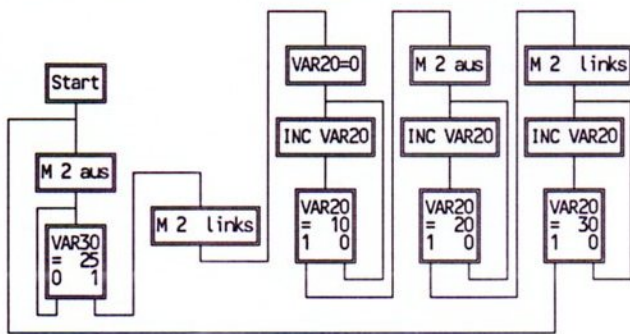 Start
M 2 aus
VAR30
= 25
0 1
M 2 links
VAR20=0
INC VAR20
VAR20
= 10
1 0
M 2 aus
INC VAR20
VAR20
= 20
1 0
M 2 links
INC VAR20
VAR20
= 30
1 0